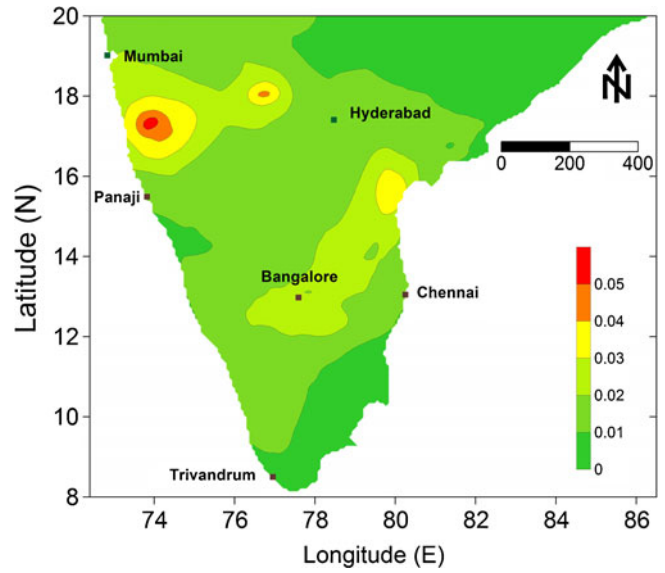 20
18
16
14
12
10
8
Latitude (N)
74
76
78
80
82
84
86
Longitude (E)
Mumbai
Hyderabad
Panaji
Bangalore
Chennai
Trivandrum
N
0 200 400
0.05
0.04
0.03
0.02
0.01
0